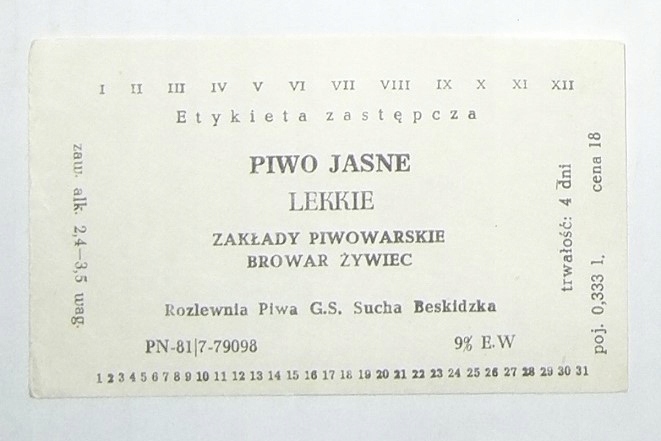 I II III IV V VI VII VIII IX X XI XII
Etykieta zastępcza
PIWO JASNE
LEKKIE
ZAKŁADY PIWOWARSKIE
BROWAR ŻYWIEC
Rozlewnia Piwa G.S. Sucha Beskidzka
PN-81|7-79098 9% E.W
1 2 3 4 5 6 7 8 9 10 11 12 13 14 15 16 17 18 19 20 21 22 23 24 25 26 27 28 29 30 31
zaw. alk. 2,4—3,5 wag.
trwałość: 4 dni
poj. 0,333 l. cena 18